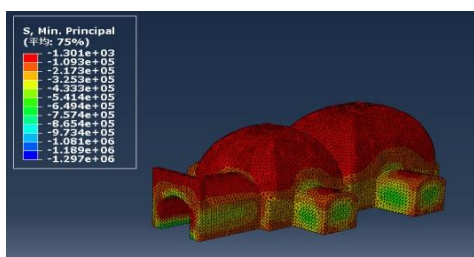 S, Min. Principal
(平均: 75%)
-1.301e+03
-1.093e+05
-2.173e+05
-3.253e+05
-4.333e+05
-5.414e+05
-6.494e+05
-7.574e+05
-8.654e+05
-9.734e+05
-1.081e+06
-1.189e+06
-1.297e+06